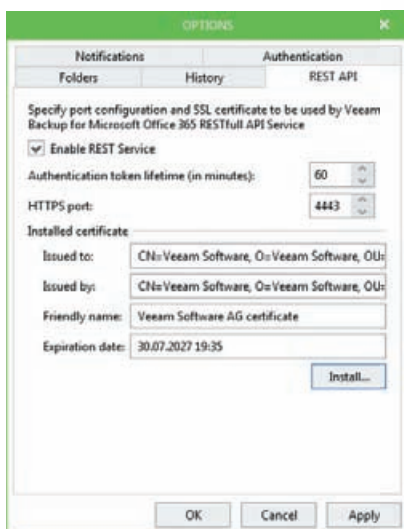 OPTIONS
Notifications Authentication
Folders History REST API
Specify port configuration and SSL certificate to be used by Veeam
Backup for Microsoft Office 365 RESTfull API Service
Enable REST Service
Authentication token lifetime (in minutes): 60
HTTPS port: 4443
Installed certificate
Issued to: CN=Veeam Software, O=Veeam Software, OU=
Issued by: CN=Veeam Software, O=Veeam Software, OU=
Friendly name: Veeam Software AG certificate
Expiration date: 30.07.2027 19:35
Install...
OK Cancel Apply